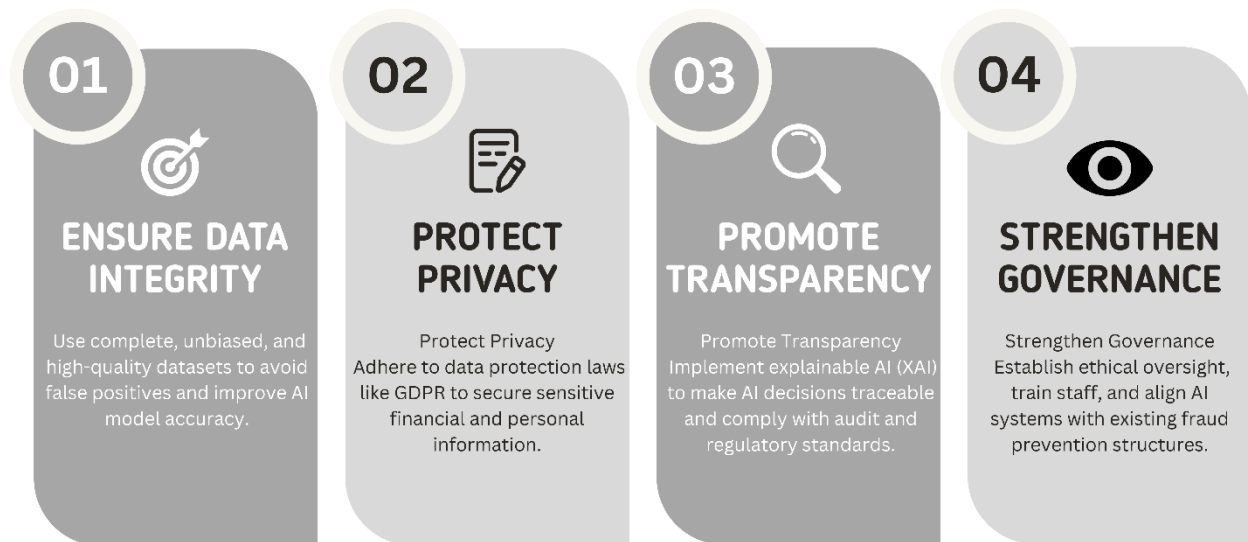 01
ENSURE DATA
INTEGRITY
Use complete, unbiased, and
high-quality datasets to avoid
false positives and improve AI
model accuracy.
02
PROTECT
PRIVACY
Protect Privacy
Adhere to data protection laws
like GDPR to secure sensitive
financial and personal
information.
03
PROMOTE
TRANSPARENCY
Promote Transparency
Implement explainable AI (XAI)
to make AI decisions traceable
and comply with audit and
regulatory standards.
04
STRENGTHEN
GOVERNANCE
Strengthen Governance
Establish ethical oversight,
train staff, and align AI
systems with existing fraud
prevention structures.